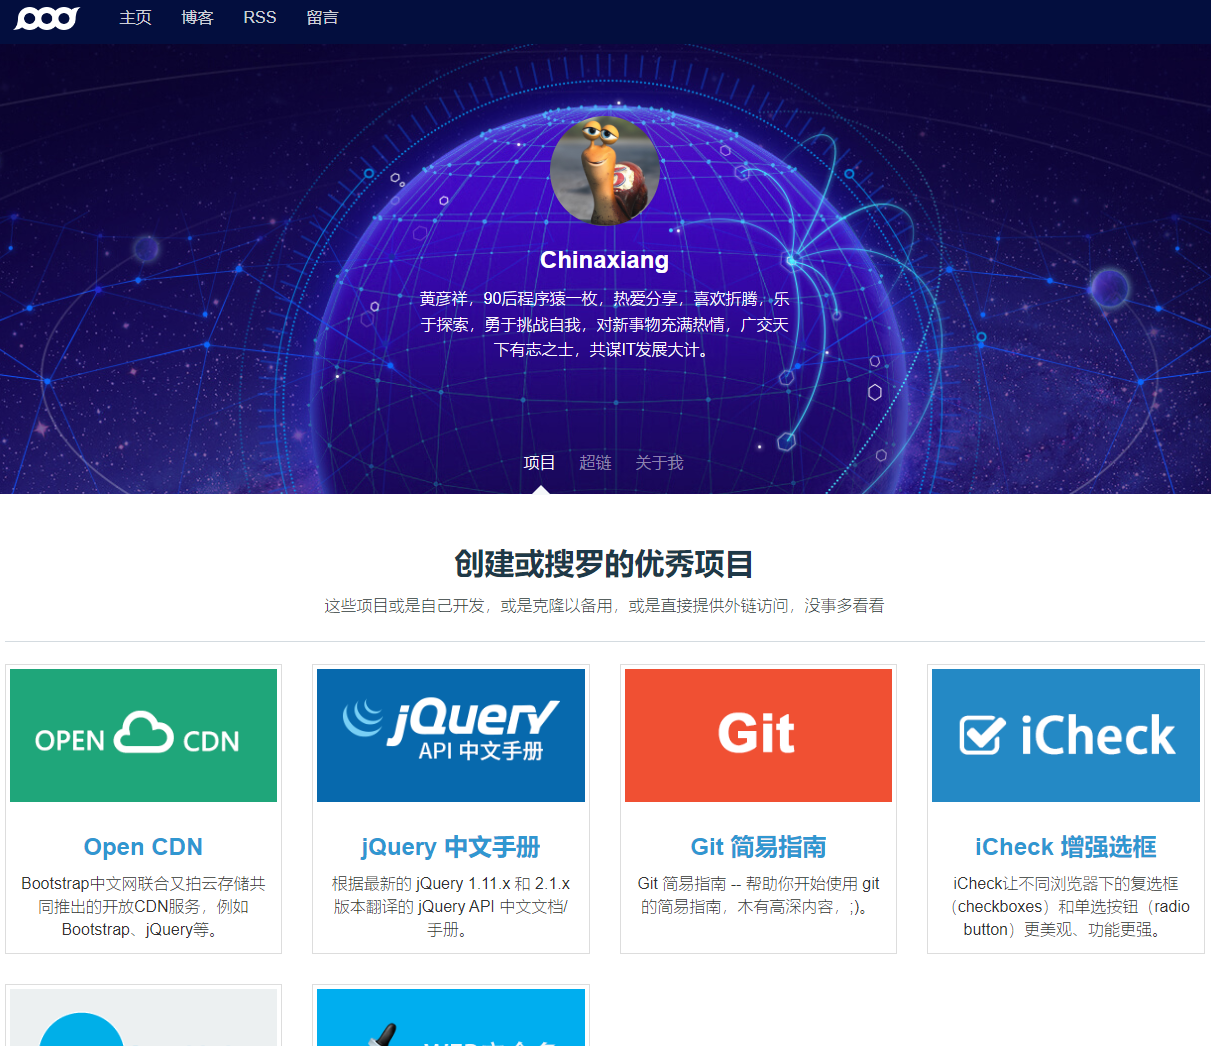 主页 博客 RSS 留言
Chinaxiang
黄彦祥，90后程序猿一枚，热爱分享，喜欢折腾，乐
于探索，勇于挑战自我，对新事物充满热情，广交天
下有志之士，共谋IT发展大计。
项目 超链 关于我
创建或搜罗的优秀项目
这些项目或是自己开发，或是克隆以备用，或是直接提供外链访问，没事多看看
OPEN CDN
Open CDN
Bootstrap中文网联合又拍云存储共
同推出的开放CDN服务，例如
Bootstrap、jQuery等。
jQuery
API 中文手册
jQuery 中文手册
根据最新的 jQuery 1.11.x 和 2.1.x
版本翻译的 jQuery API 中文文档/
手册。
Git
Git 简易指南
Git 简易指南 -- 帮助你开始使用 git
的简易指南，木有高深内容，;)。
iCheck
iCheck 增强选框
iCheck让不同浏览器下的复选框
（checkboxes）和单选按钮（radio
button）更美观、功能更强。